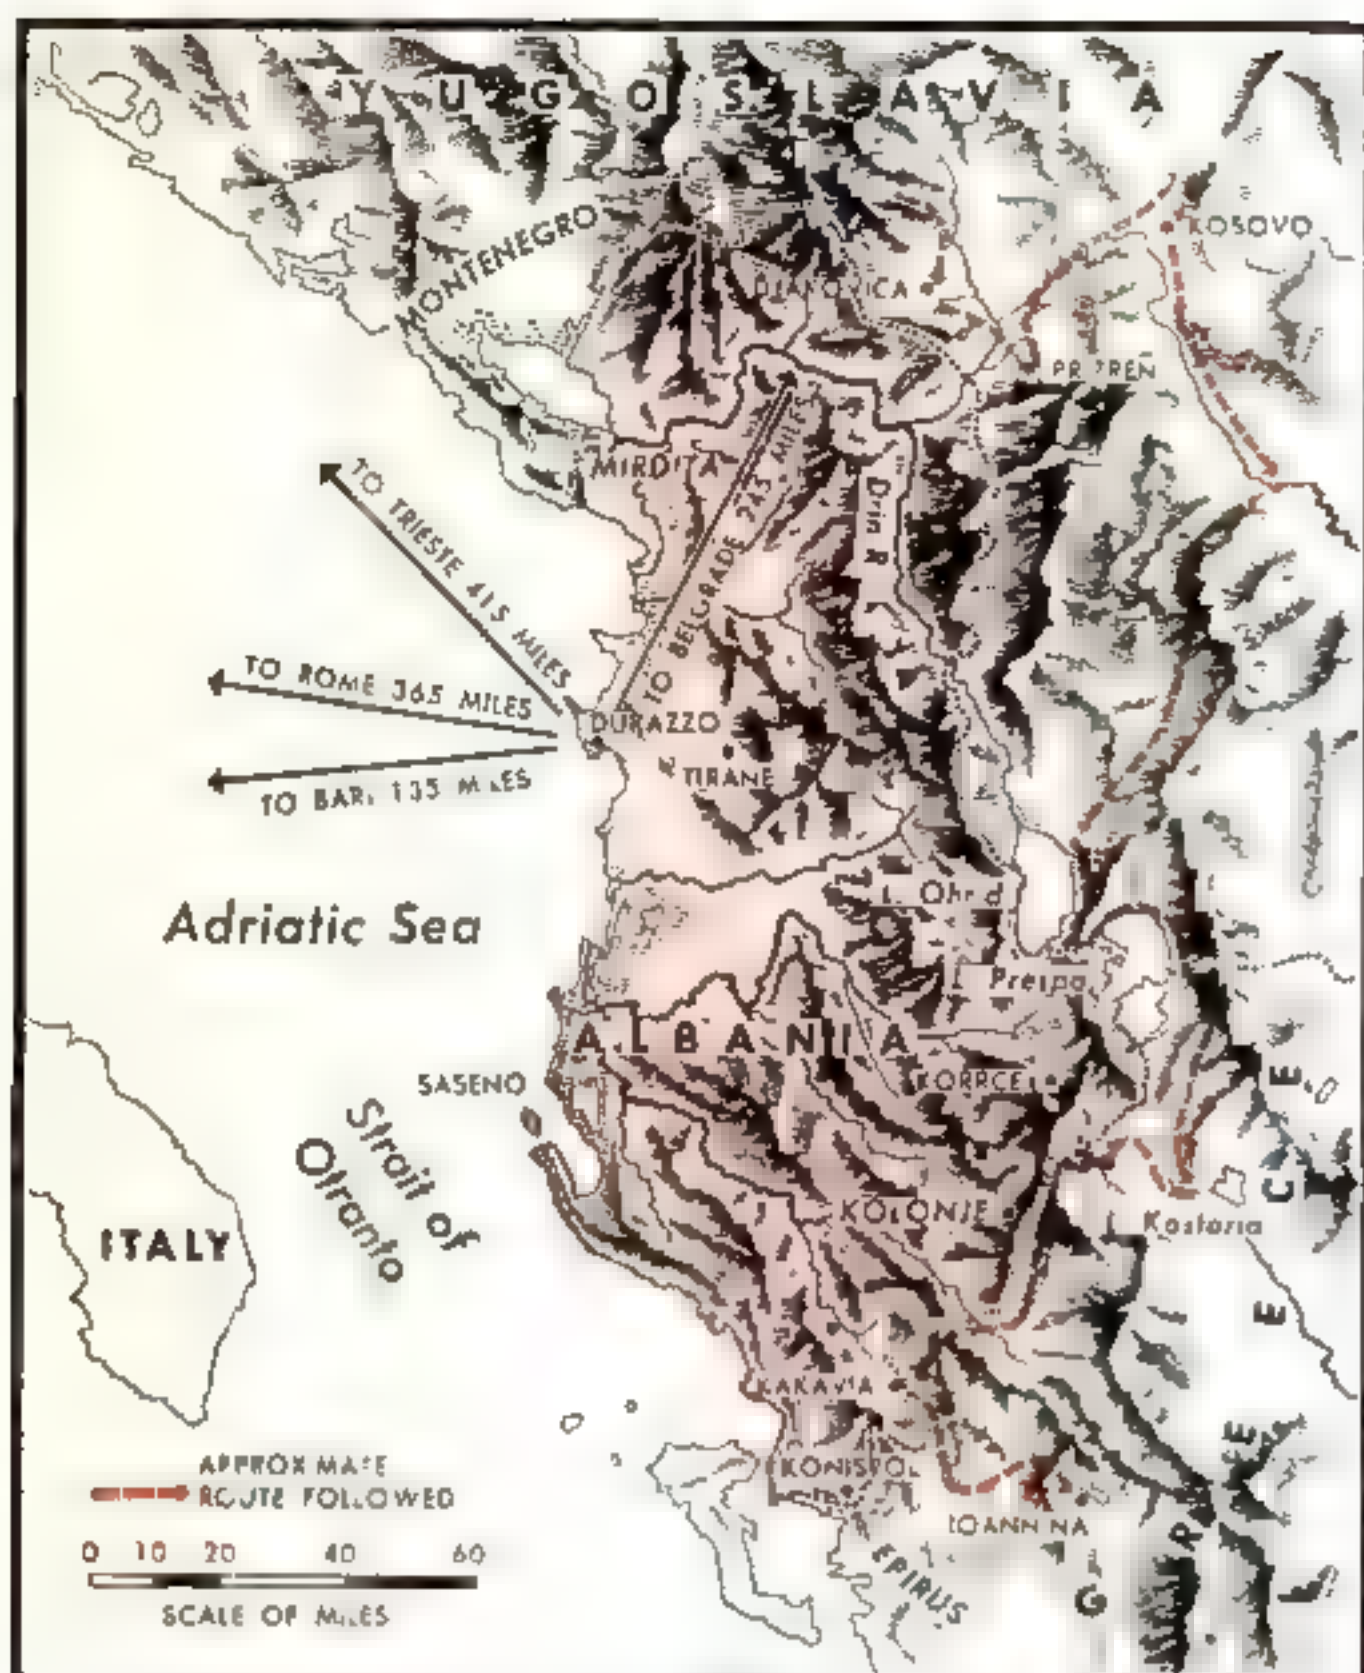 YUGOSLAVIA
MONTENEGRO
KOSOVO
DJAKOVICA
PRIZREN
MIRDITA
Drin R.
TO TRIESTE 415 MILES
TO BELGRADE 245 MILES
TO ROME 365 MILES
DURAZZO
TO BARI 135 MILES
TIRANE
L. Ohrid
Adriatic Sea
L. Prespa
ALBANIA
SASENO
KORRCE
Strait of
Otranto
KOLONJE
L. Kastoria
ITALY
GREECE
KAKAVIA
KONISPOL
IOANNINA
EPIRUS
APPROXIMATE
ROUTE FOLLOWED
0 10 20 40 60
SCALE OF MILES